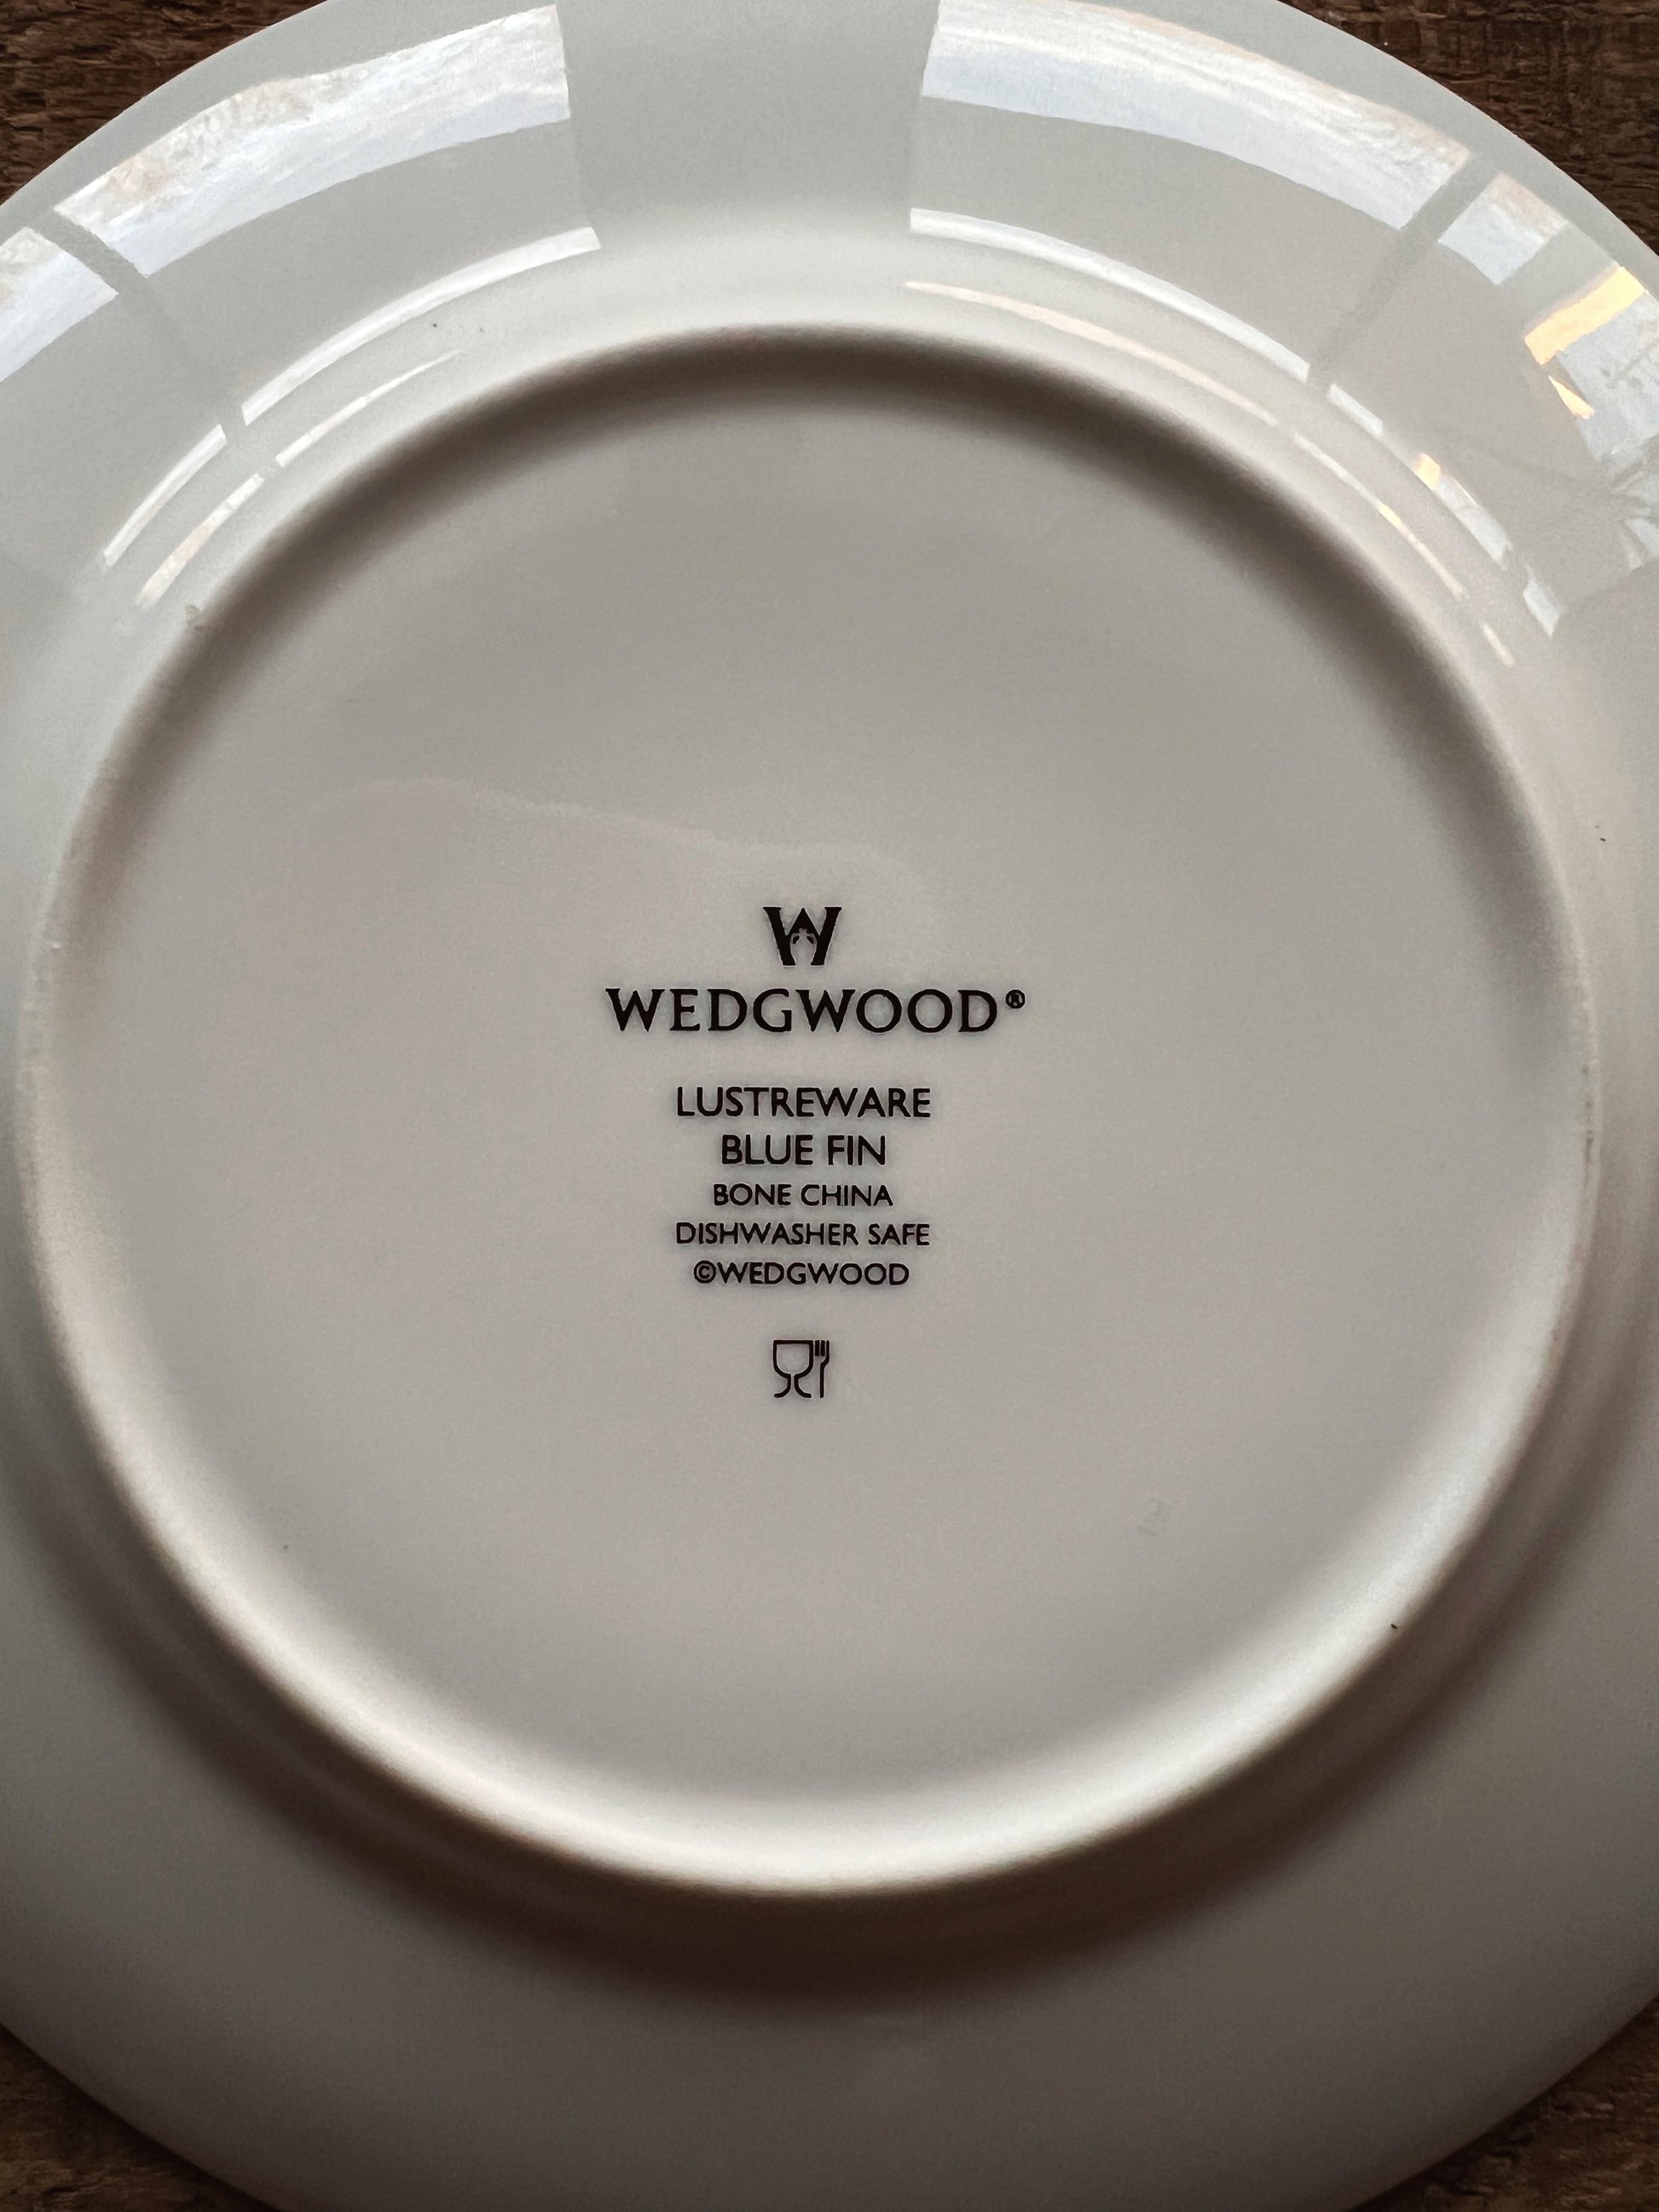 W
WEDGWOOD®
LUSTREWARE
BLUE FIN
BONE CHINA
DISHWASHER SAFE
©WEDGWOOD